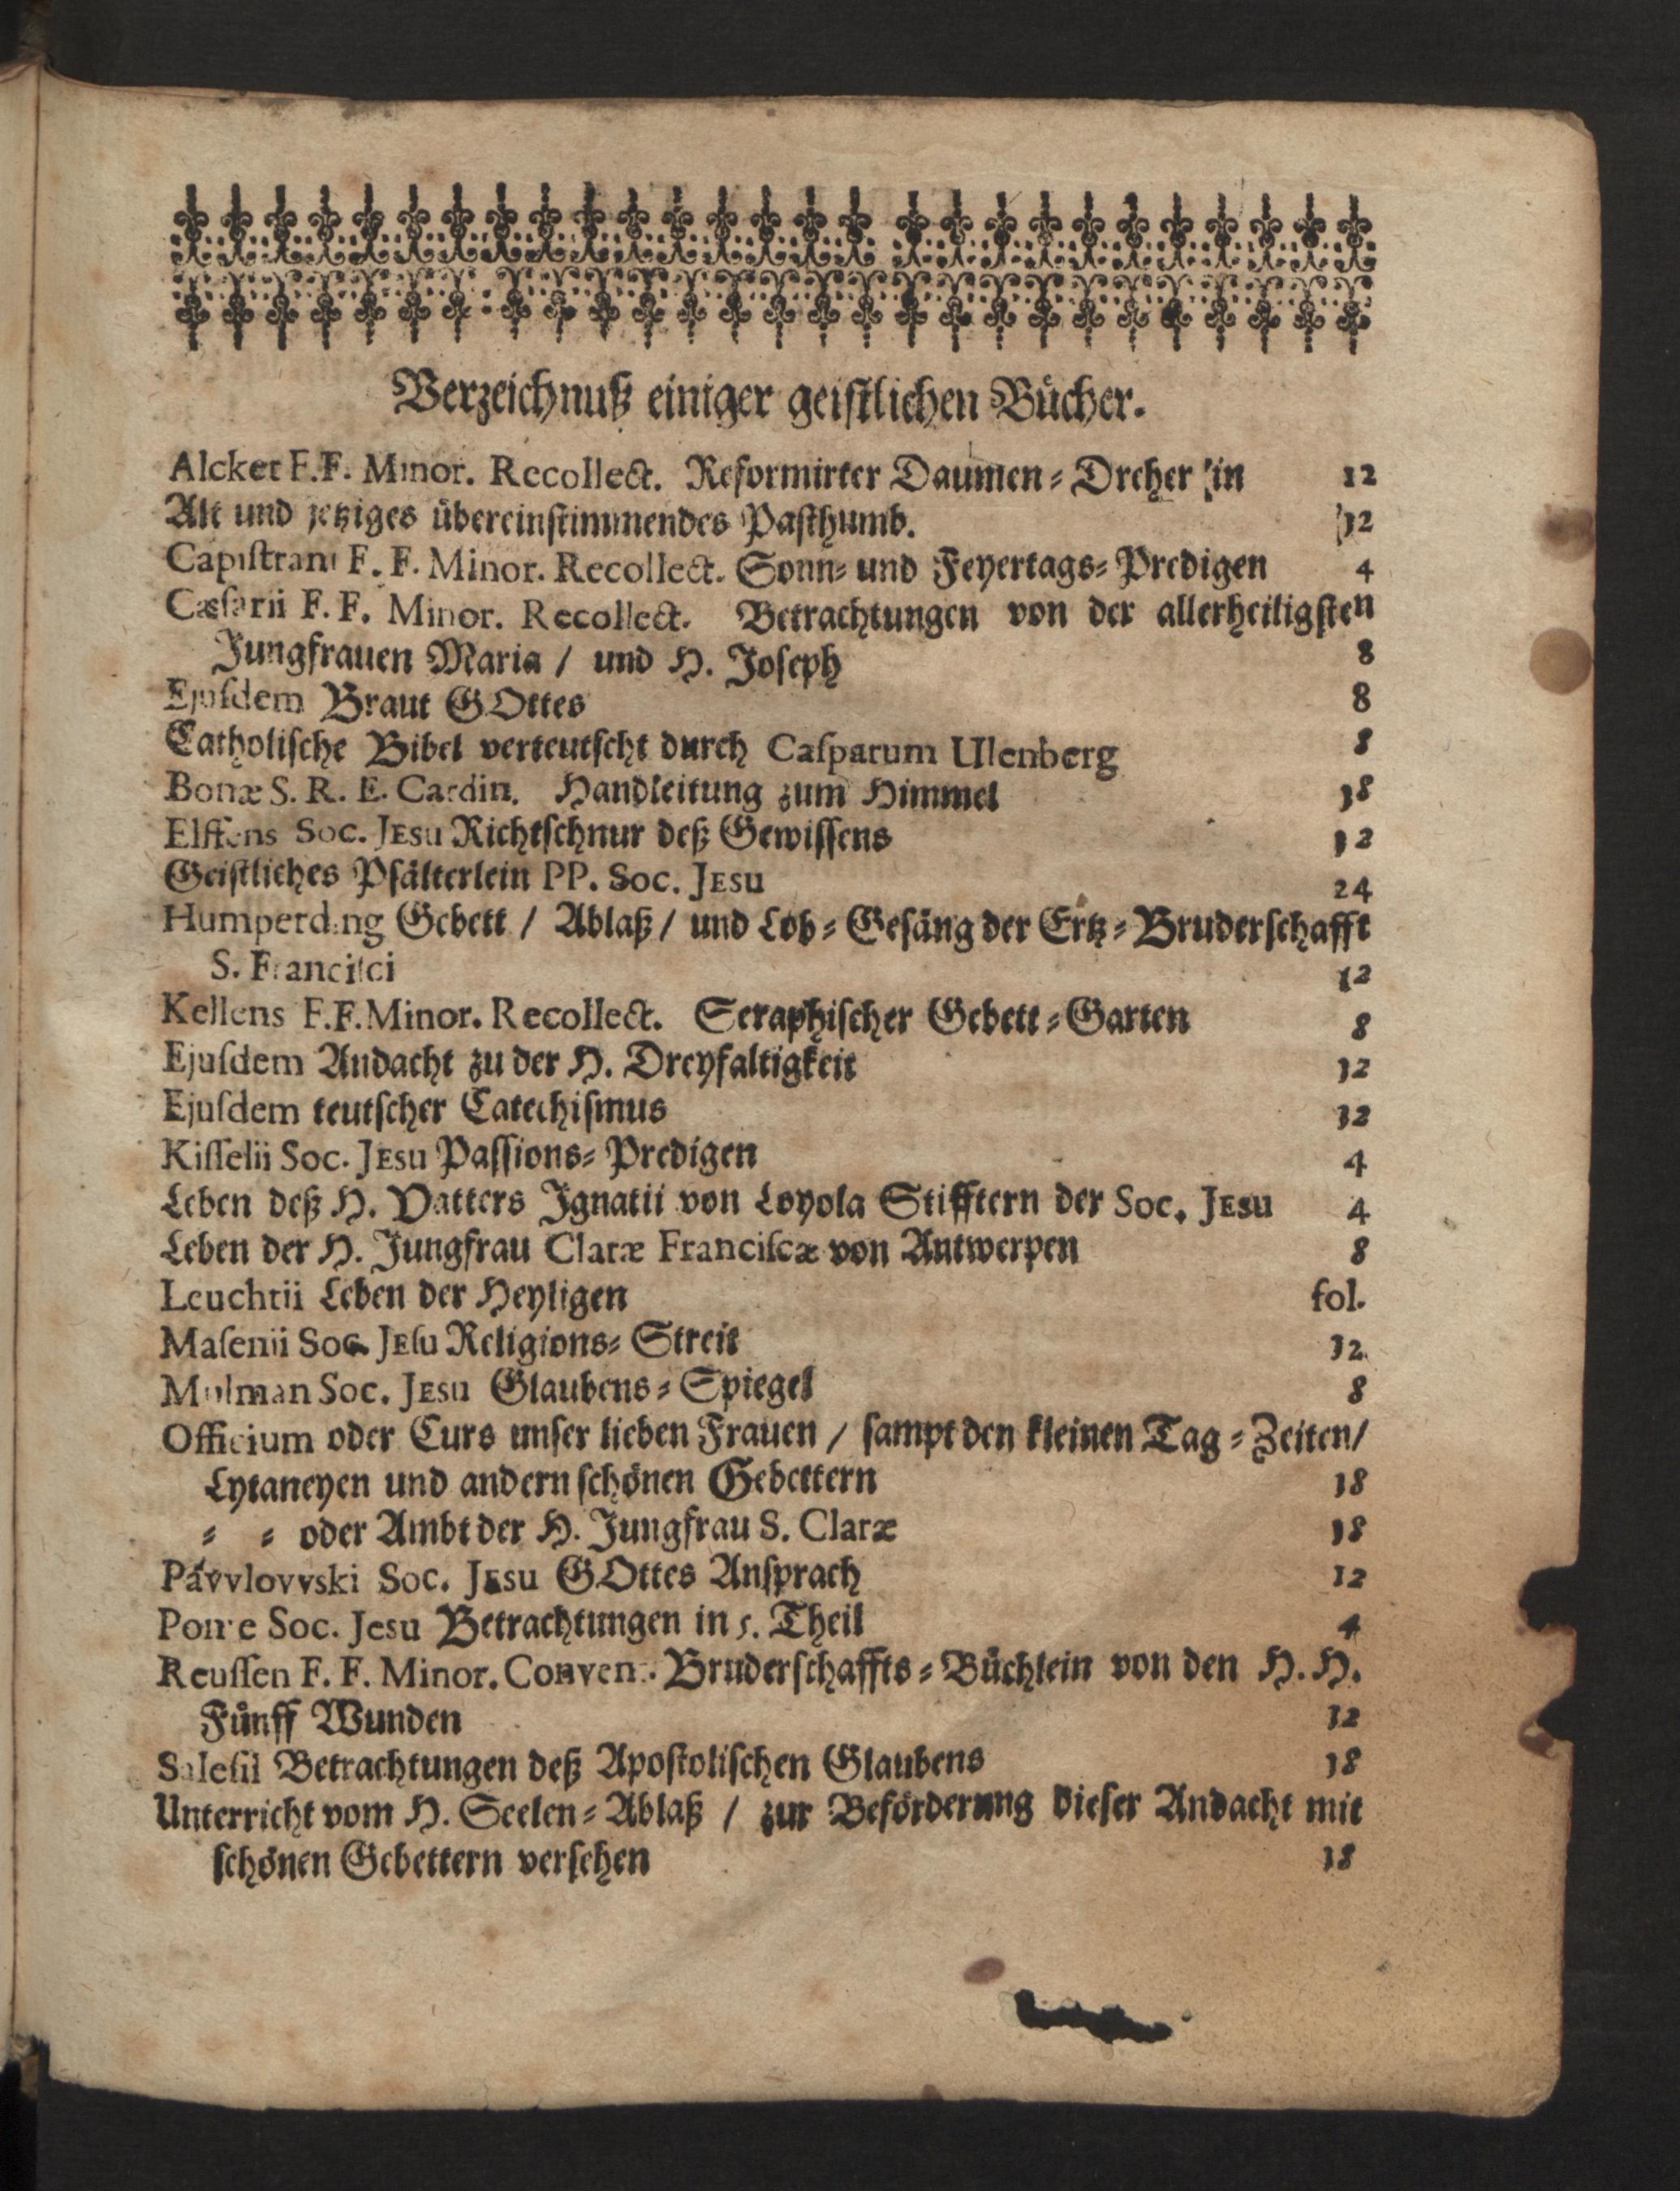 Verzeichnuß einiger geistlichen Bücher.
Alcket F.F. Minor. Recollect. Reformirter Daumen-Dreher in 12
Alt und jetziges übereinstimmendes Pasthumb. 12
Capiſtrani F. F. Minor. Recollect. Sonn- und Feyertags-Predigen 4
Cæſarii F. F. Minor. Recollect. Betrachtungen von der allerheiligſten
Jungfrauen Maria / und H. Joſeph 8
Ejuſdem Braut GOttes 8
Catholiſche Bibel verteutſcht durch Caſparum Ulenberg 8
Bonæ S. R. E. Cardin. Handleitung zum Himmel 18
Elffens Soc. JEsu Richtſchnur deß Gewiſſens 12
Geiſtliches Pſälterlein PP. Soc. JEsu 24
Humperding Gebett / Ablaß / und Lob-Geſäng der Ertz-Bruderſchafft
S. Franciſci 12
Kellens F.F. Minor. Recollect. Seraphiſcher Gebett-Garten 8
Ejuſdem Andacht zu der H. Dreyfaltigkeit 12
Ejuſdem teutſcher Catechiſmus 12
Kiſſelii Soc. JEsu Paſſions-Predigen 4
Leben deß H. Vatters Ignatii von Loyola Stifftern der Soc. JEsu 4
Leben der H. Jungfrau Claræ Franciſcæ von Antwerpen 8
Leuchtii Leben der Heyligen fol.
Maſenii Soc. JEſu Religions-Streit 12
Mulman Soc. JEsu Glaubens-Spiegel 8
Officium oder Curs unſer lieben Frauen / ſampt den kleinen Tag-Zeiten/
Lytaneyen und andern ſchönen Gebettern 18
- - oder Ambt der H. Jungfrau S. Claræ 18
Pavvlovvski Soc. JEsu GOttes Anſprach 12
Ponte Soc. Jesu Betrachtungen in 5. Theil 4
Reuſſen F. F. Minor. Convent. Bruderſchaffts-Büchlein von den H. H.
Fünff Wunden 12
Saleſii Betrachtungen deß Apoſtoliſchen Glaubens 18
Unterricht vom H. Seelen-Ablaß / zur Beförderung dieſer Andacht mit
ſchönen Gebettern verſehen 18